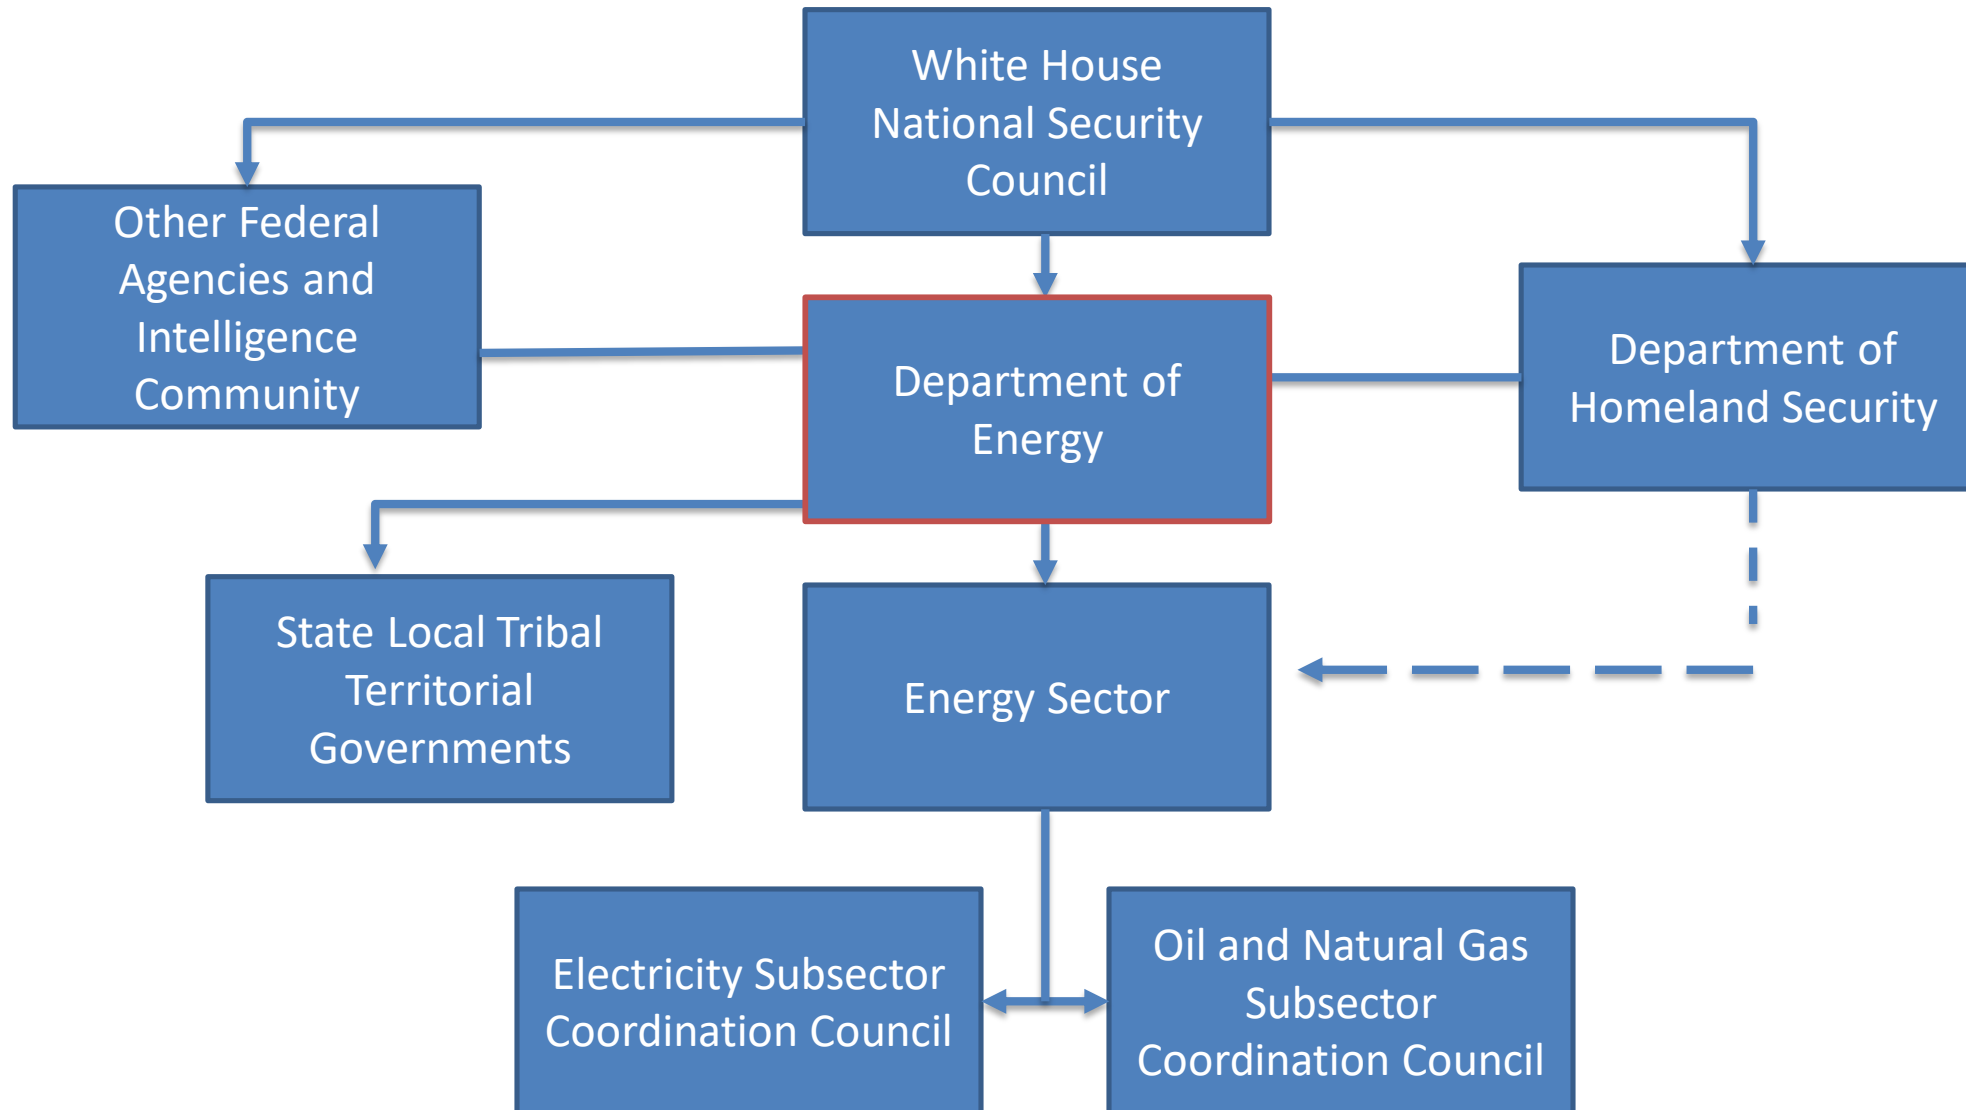 White House
National Security
Council
Other Federal
Agencies and
Intelligence
Community
Department of
Energy
Department of
Homeland Security
State Local Tribal
Territorial
Governments
Energy Sector
Electricity Subsector
Coordination Council
Oil and Natural Gas
Subsector
Coordination Council